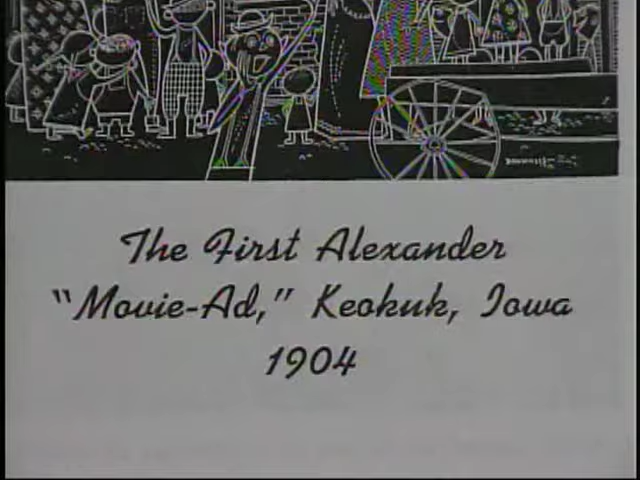 The First Alexander
"Movie-Ad," Keokuk, Iowa
1904